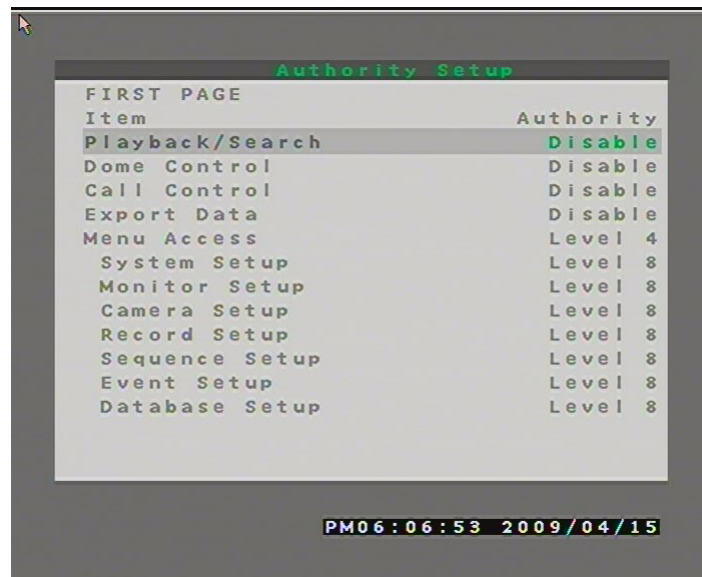 Authority Setup
FIRST PAGE
Item Authority
Playback/Search Disable
Dome Control Disable
Call Control Disable
Export Data Disable
Menu Access Level 4
System Setup Level 8
Monitor Setup Level 8
Camera Setup Level 8
Record Setup Level 8
Sequence Setup Level 8
Event Setup Level 8
Database Setup Level 8
PM06:06:53 2009/04/15